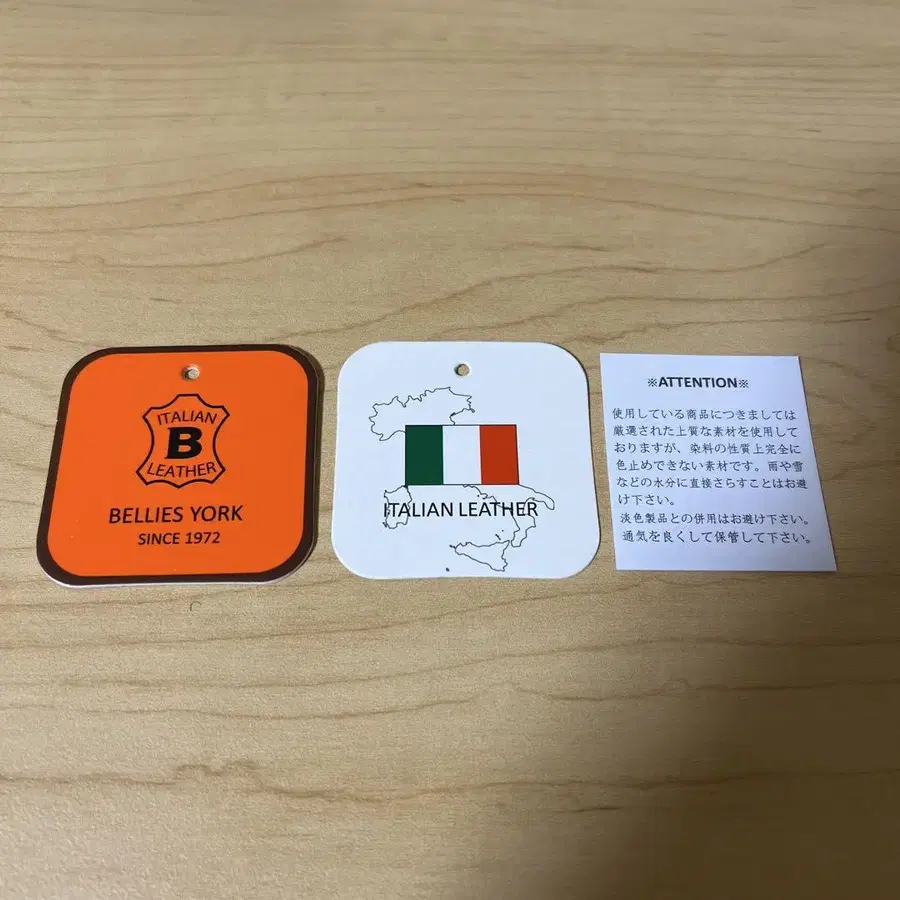 ITALIAN
B
LEATHER
BELLIES YORK
SINCE 1972
ITALIAN LEATHER
※ATTENTION※
使用している商品につきましては
厳選された上質な素材を使用して
おりますが、染料の性質上完全に
色止めできない素材です。雨や雪
などの水分に直接さらすことはお避
け下さい。
淡色製品との併用はお避け下さい。
通気を良くして保管して下さい。